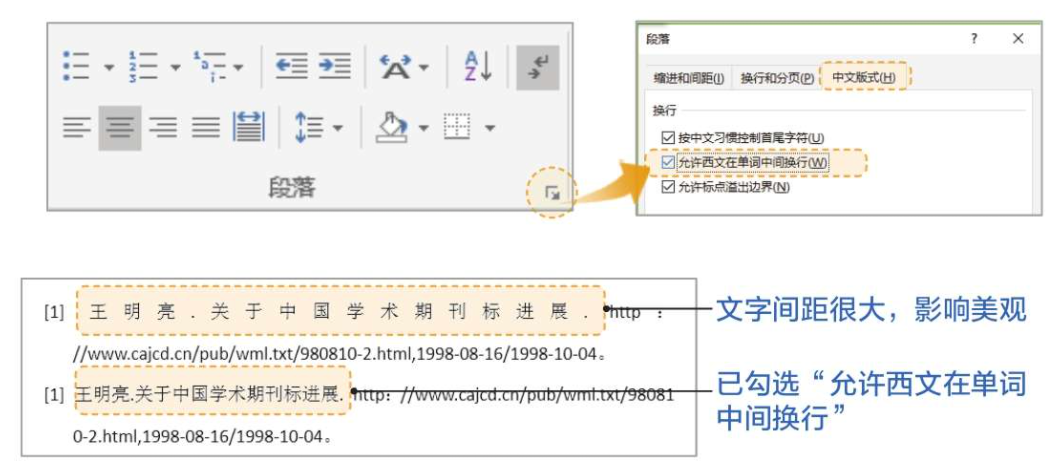 段落
段落 ? ×
缩进和间距(I) 换行和分页(P) 中文版式(H)
换行
按中文习惯控制首尾字符(U)
允许西文在单词中间换行(W)
允许标点溢出边界(N)
[1] 王明亮.关于中国学术期刊标进展.http：
//www.cajcd.cn/pub/wml.txt/980810-2.html,1998-08-16/1998-10-04。
文字间距很大，影响美观
[1] 王明亮.关于中国学术期刊标进展.http：//www.cajcd.cn/pub/wml.txt/98081
0-2.html,1998-08-16/1998-10-04。
已勾选“允许西文在单词
中间换行”